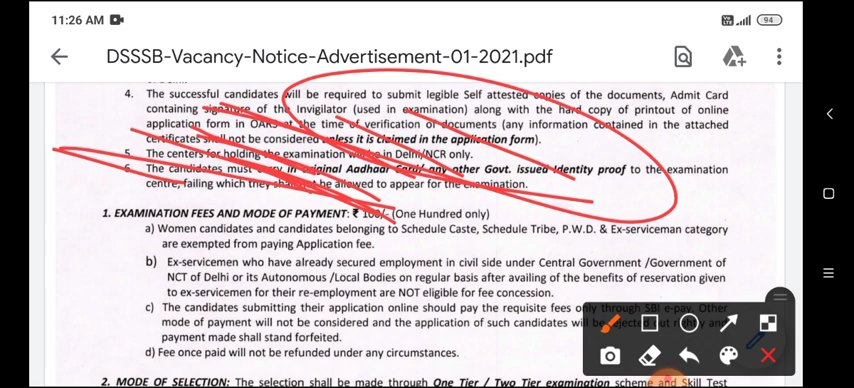 11:26 AM
94
DSSSB-Vacancy-Notice-Advertisement-01-2021.pdf
4. The successful candidates will be required to submit legible Self attested copies of the documents, Admit Card
containing signature of the Invigilator (used in examination) along with the hard copy of printout of online
application form in OARS at the time of verification of documents (any information contained in the attached
certificates shall not be considered unless it is claimed in the application form).
5. The centers for holding the examination will be in Delhi/NCR only.
6. The candidates must carry in original Aadhaar Card/ any other Govt. issued Identity proof to the examination
centre, failing which they shall not be allowed to appear for the examination.
1. EXAMINATION FEES AND MODE OF PAYMENT: ₹ 100/- (One Hundred only)
a) Women candidates and candidates belonging to Schedule Caste, Schedule Tribe, P.W.D. & Ex-serviceman category
are exempted from paying Application fee.
b) Ex-servicemen who have already secured employment in civil side under Central Government /Government of
NCT of Delhi or its Autonomous /Local Bodies on regular basis after availing of the benefits of reservation given
to ex-servicemen for their re-employment are NOT eligible for fee concession.
c) The candidates submitting their application online should pay the requisite fees only through SBI e-pay. Other
mode of payment will not be considered and the application of such candidates will be rejected out rightly and
payment made shall stand forfeited.
d) Fee once paid will not be refunded under any circumstances.
2. MODE OF SELECTION: The selection shall be made through One Tier / Two Tier examination scheme and Skill Test